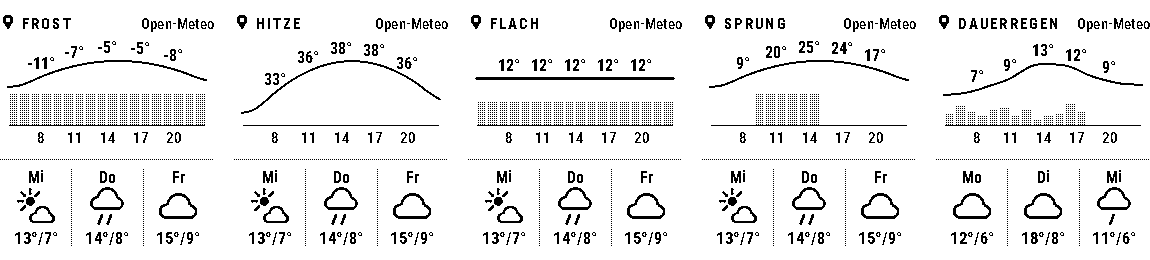 FROST Open-Meteo
-11° -7° -5° -5° -8°
8 11 14 17 20
Mi Do Fr
13°/7° 14°/8° 15°/9°
HITZE Open-Meteo
33° 36° 38° 38° 36°
8 11 14 17 20
Mi Do Fr
13°/7° 14°/8° 15°/9°
FLACH Open-Meteo
12° 12° 12° 12° 12°
8 11 14 17 20
Mi Do Fr
13°/7° 14°/8° 15°/9°
SPRUNG Open-Meteo
9° 20° 25° 24° 17°
8 11 14 17 20
Mi Do Fr
13°/7° 14°/8° 15°/9°
DAUERREGEN Open-Meteo
7° 9° 13° 12° 9°
8 11 14 17 20
Mo Di Mi
12°/6° 18°/8° 11°/6°